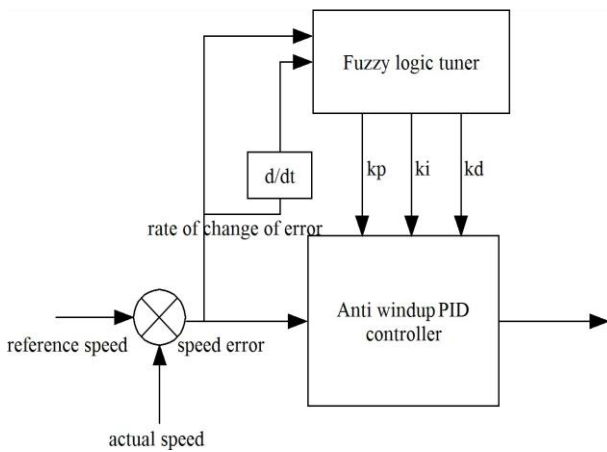 Fuzzy logic tuner
d/dt
kp
ki
kd
rate of change of error
Anti windup PID
controller
reference speed
speed error
actual speed